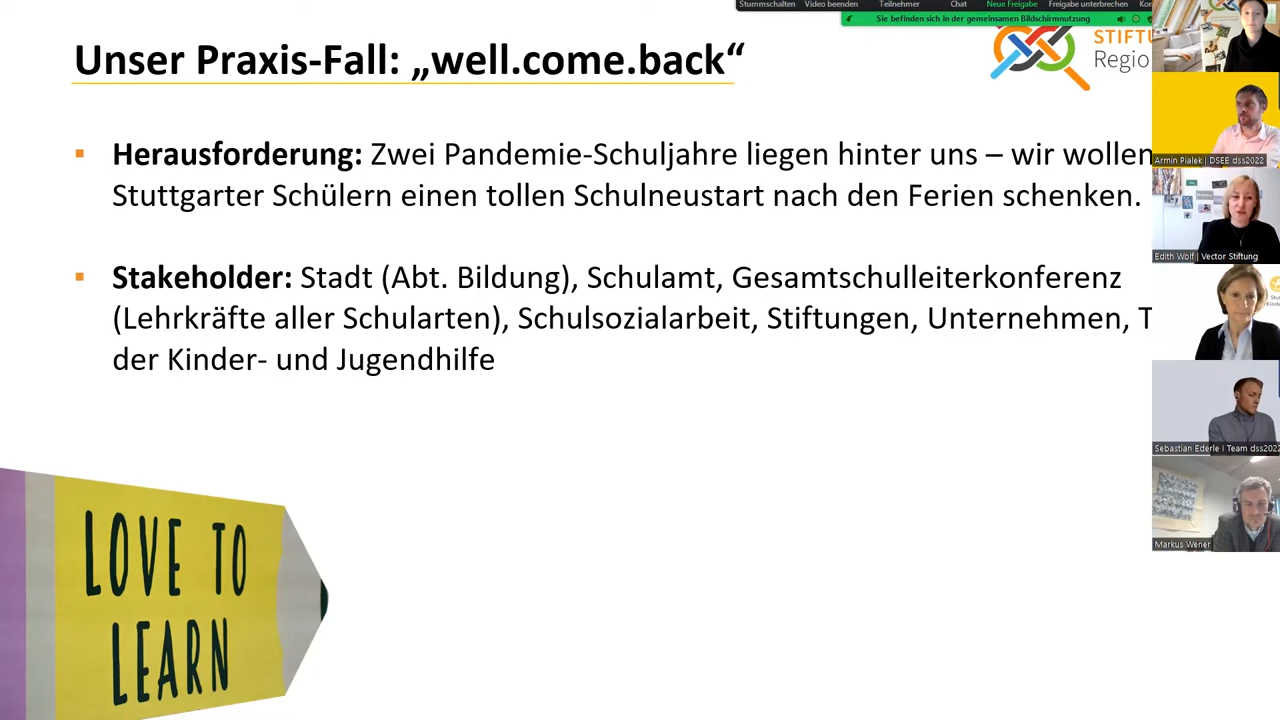 Stummschalten Video beenden Teilnehmer Chat Neue Freigabe Freigabe unterbrechen
Sie befinden sich in der gemeinsamen Bildschirmnutzung
Unser Praxis-Fall: „well.come.back“
Herausforderung: Zwei Pandemie-Schuljahre liegen hinter uns – wir wollen
Stuttgarter Schülern einen tollen Schulneustart nach den Ferien schenken.
Stakeholder: Stadt (Abt. Bildung), Schulamt, Gesamtschulleiterkonferenz
(Lehrkräfte aller Schularten), Schulsozialarbeit, Stiftungen, Unternehmen, T
der Kinder- und Jugendhilfe
LOVE TO
LEARN
STIFTU
Regio
Armin Pialek | DSEE dss2022
Edith Wolf | Vector Stiftung
Sebastian Ederle I Team dss2022
Markus Wener